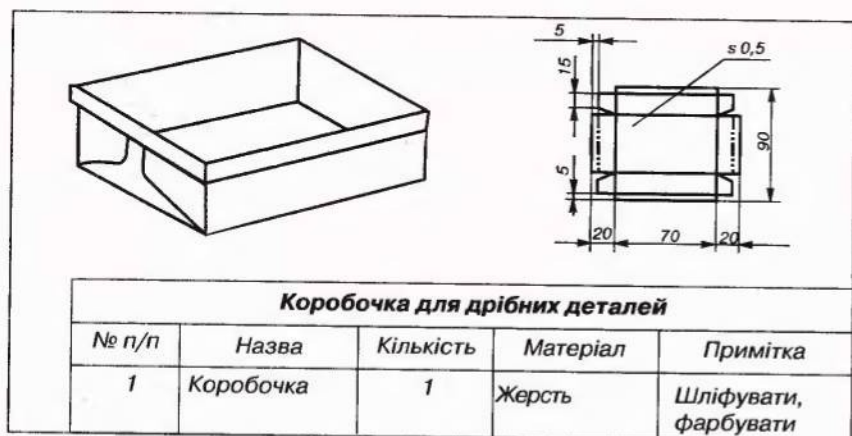 5
s 0,5
15
90
5
20 70 20
Коробочка для дрібних деталей
№ п/п Назва Кількість Матеріал Примітка
1 Коробочка 1 Жерсть Шліфувати,
фарбувати